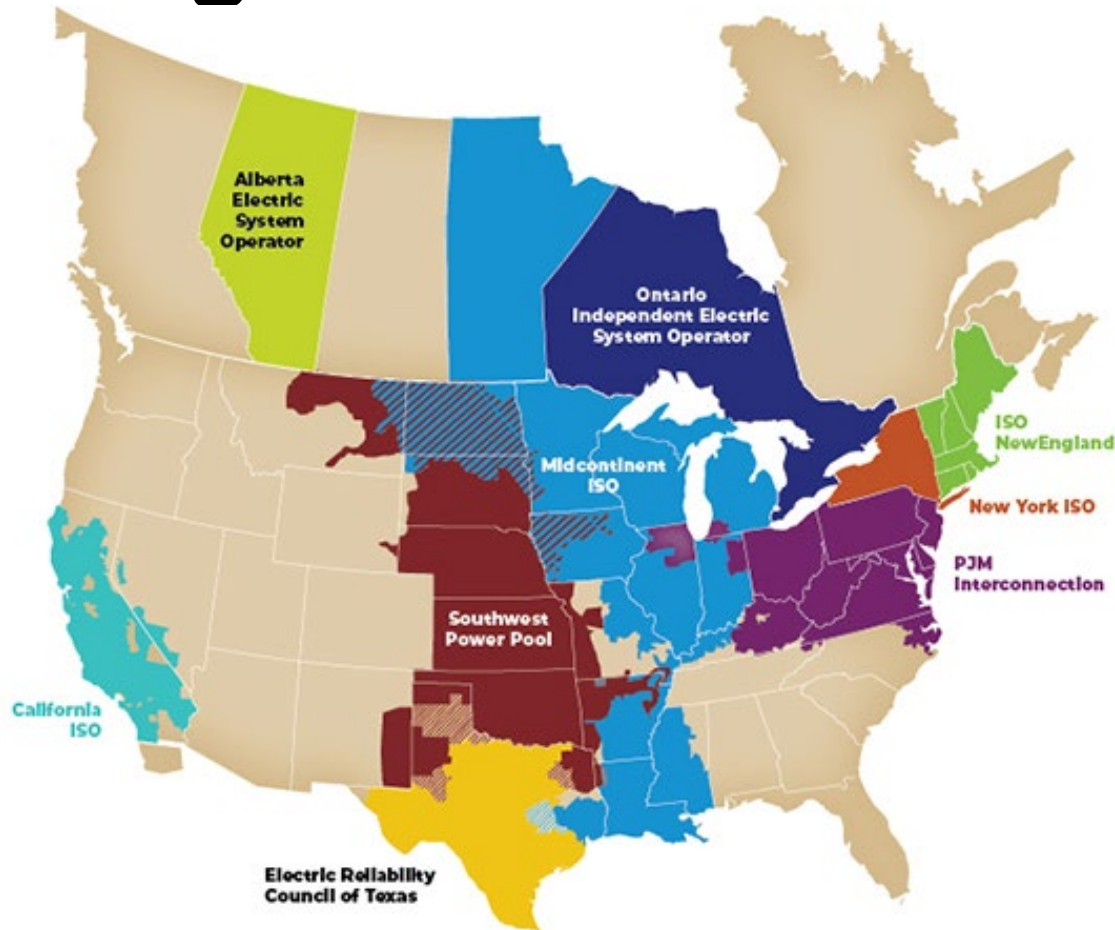 Alberta
Electric
System
Operator
Ontario
Independent Electric
System Operator
ISO
NewEngland
Midcontinent
ISO
New York ISO
PJM
Interconnection
Southwest
Power Pool
California
ISO
Electric Reliability
Council of Texas